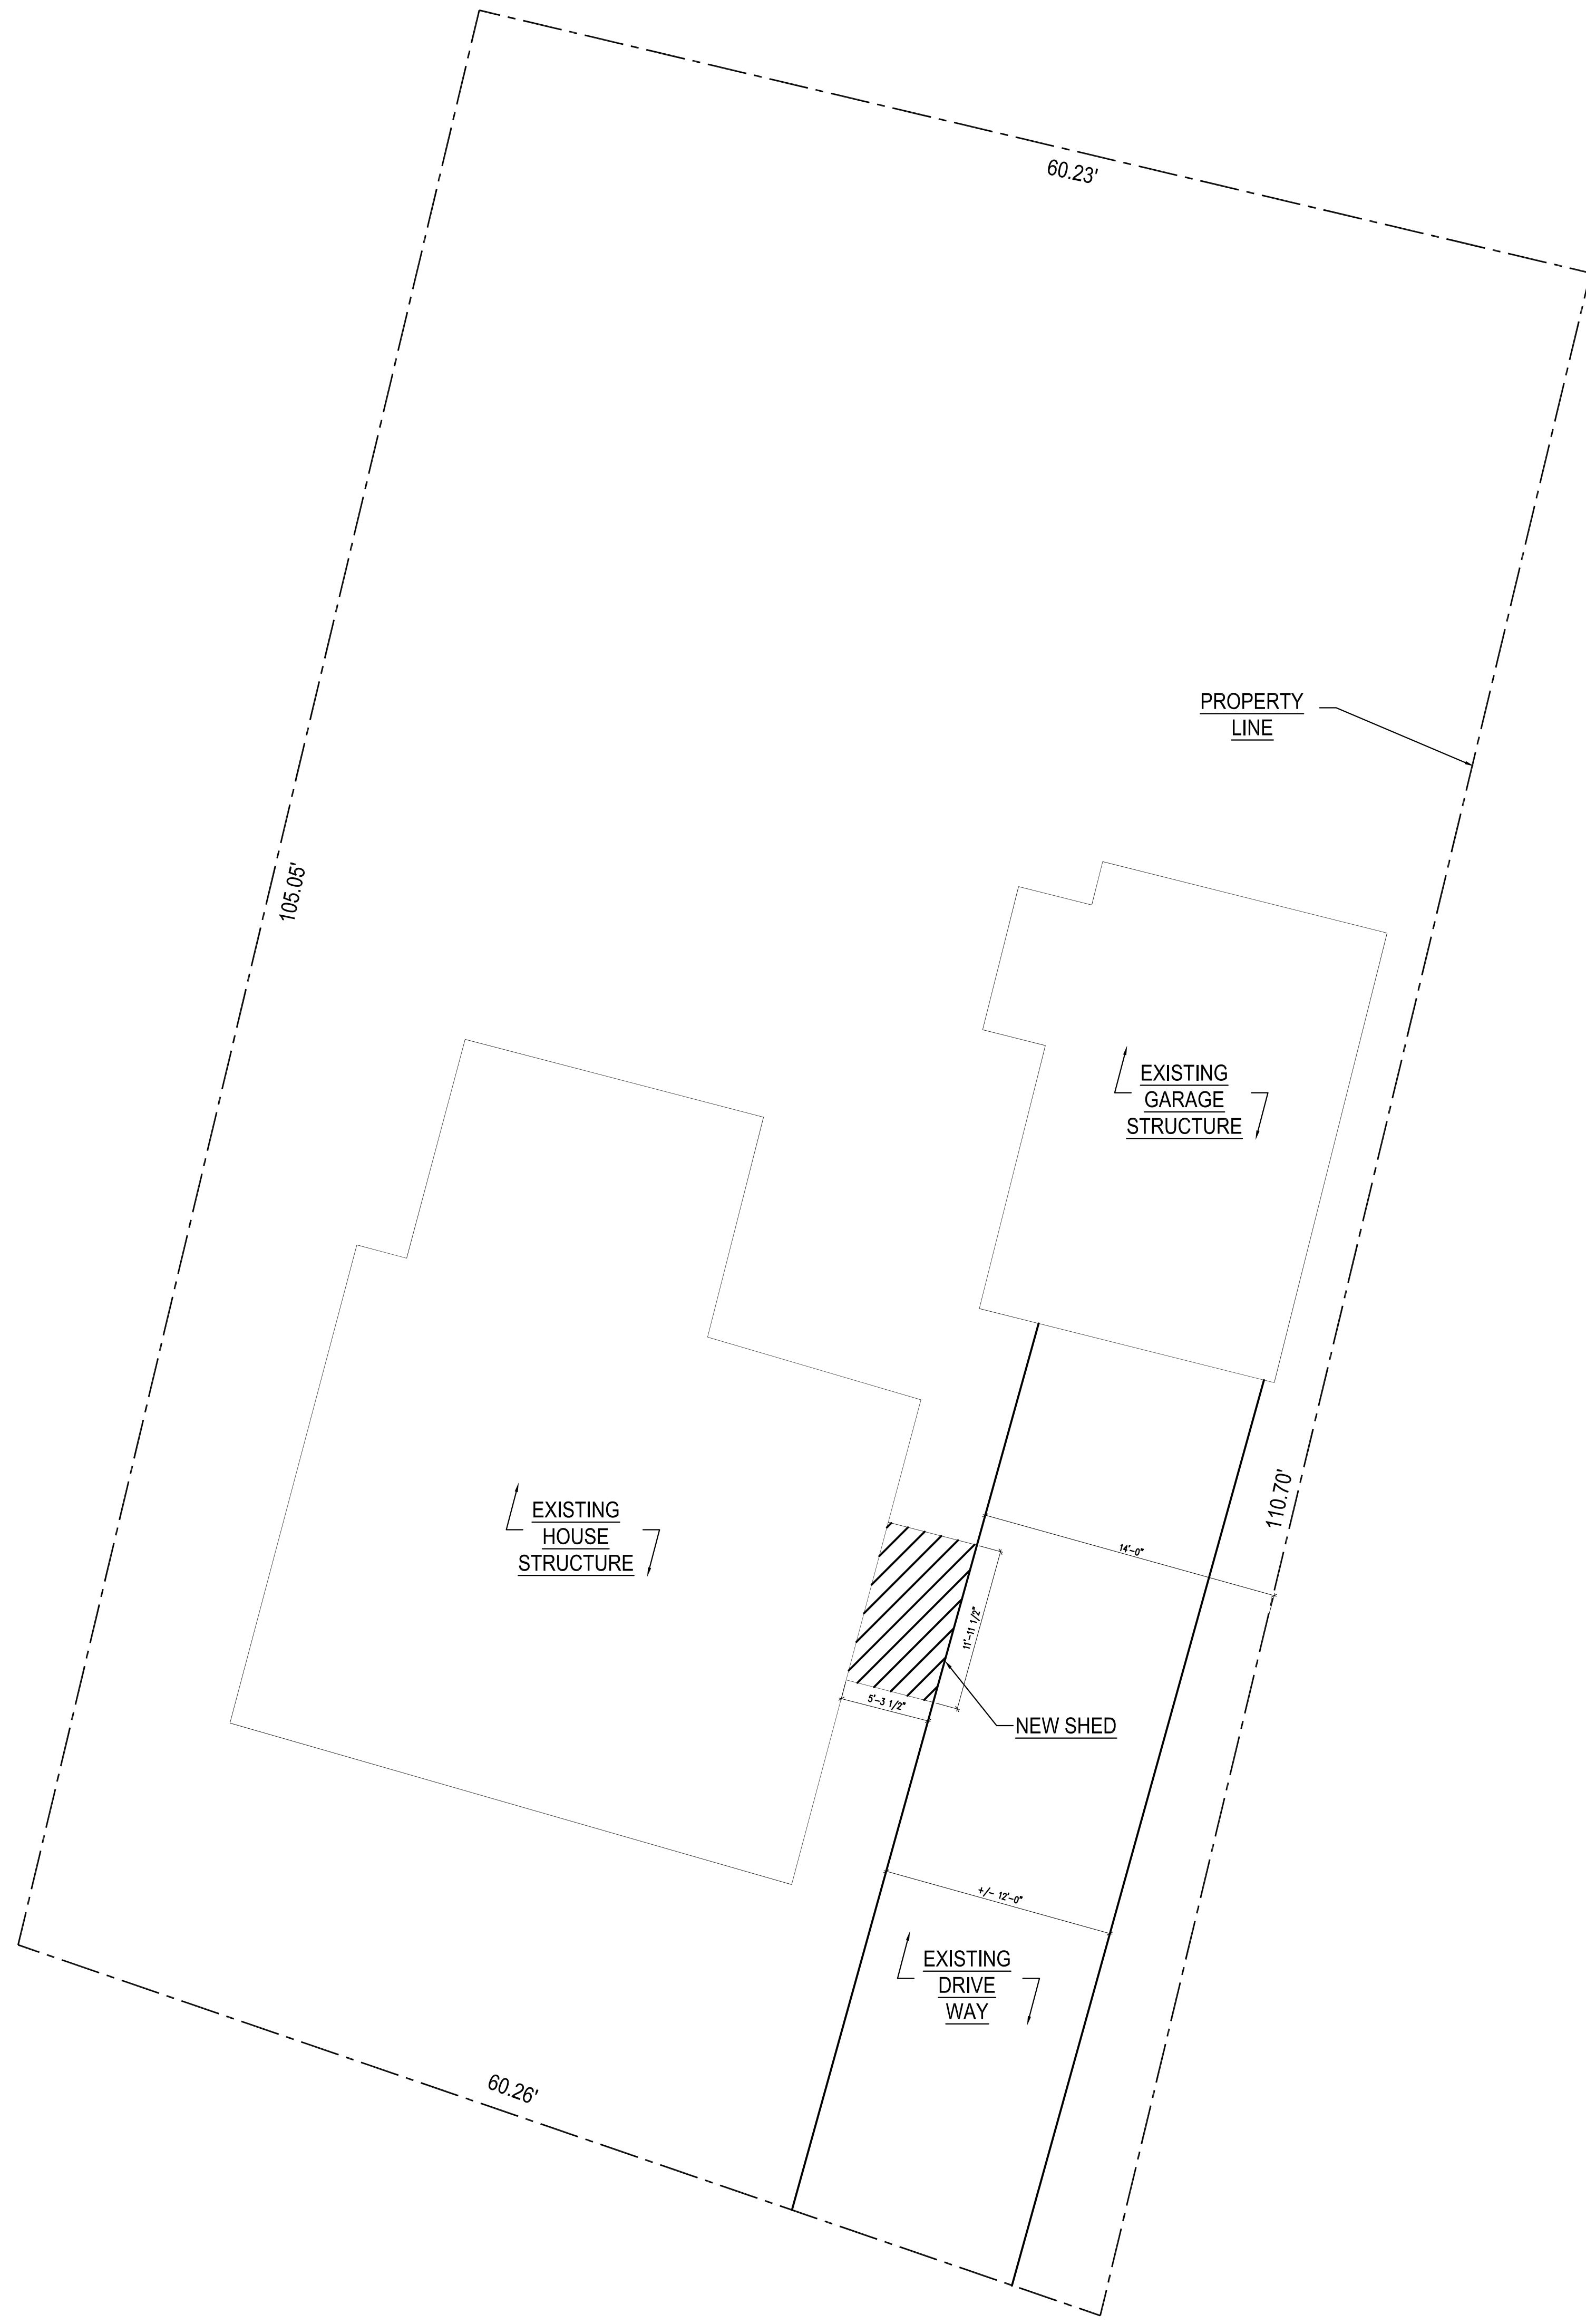 60.23'
PROPERTY
LINE
105.05'
EXISTING
GARAGE
STRUCTURE
110.70'
EXISTING
HOUSE
STRUCTURE
14'-0"
11'-11 1/2"
5'-3 1/2"
NEW SHED
+/- 12'-0"
EXISTING
DRIVE
WAY
60.26'